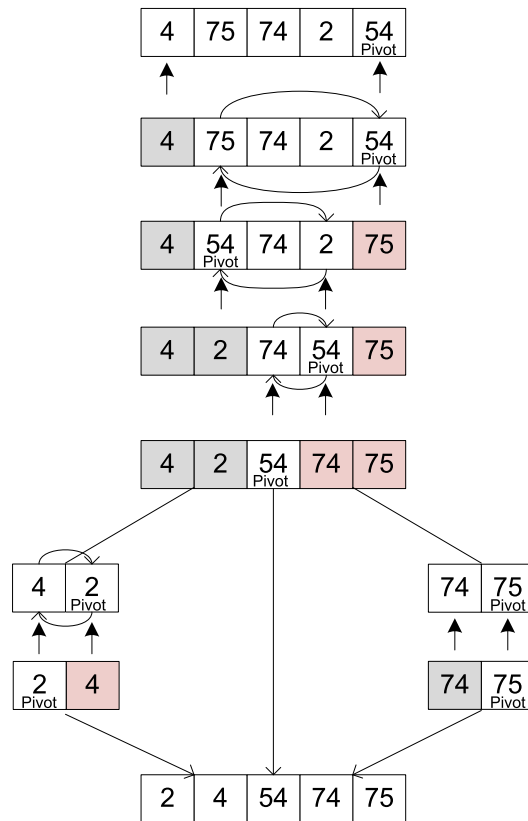 4 75 74 2 54
Pivot
4 75 74 2 54
Pivot
4 54 74 2 75
Pivot
4 2 74 54 75
Pivot
4 2 54 74 75
Pivot
4 2 74 75
Pivot Pivot
2 4 74 75
Pivot Pivot
2 4 54 74 75